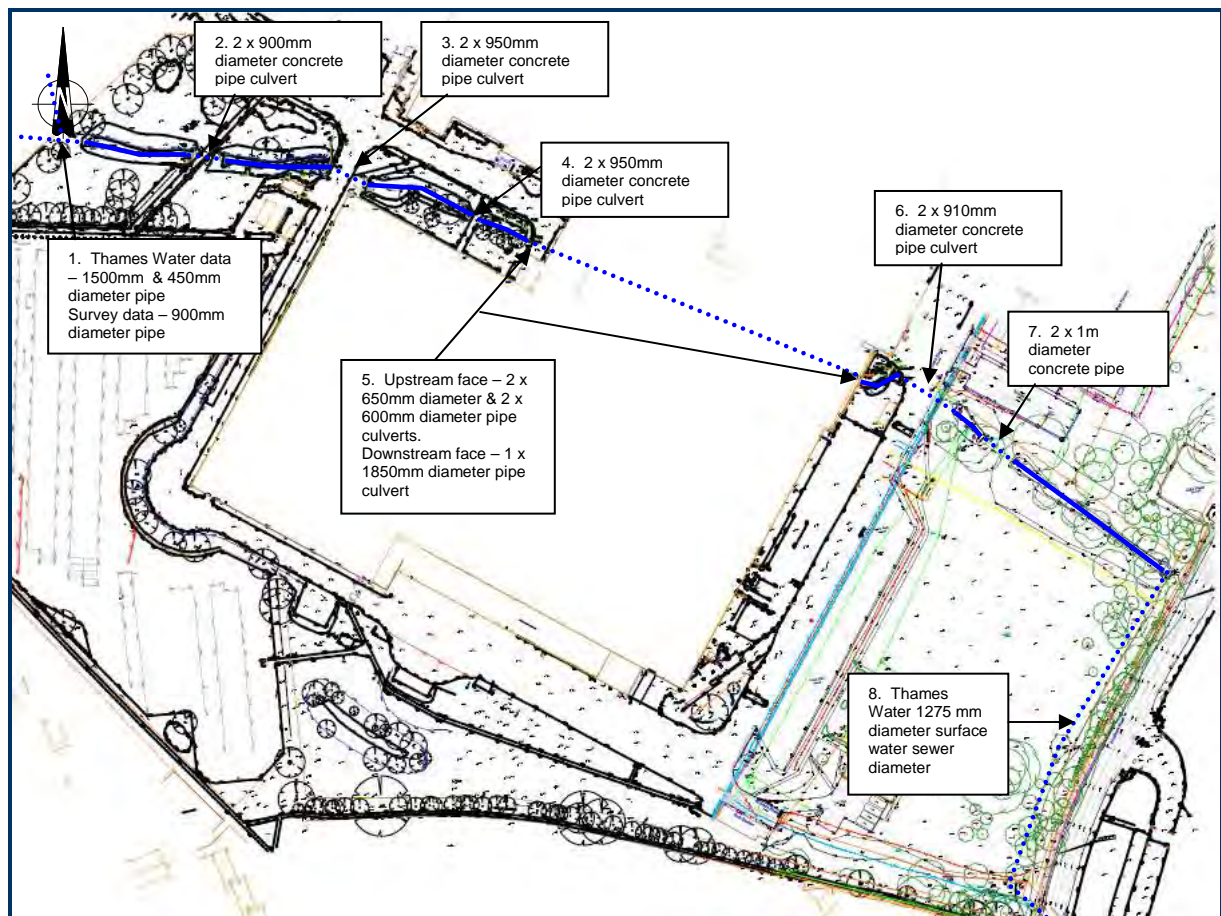 2. 2 x 900mm
diameter concrete
pipe culvert
3. 2 x 950mm
diameter concrete
pipe culvert
N
4. 2 x 950mm
diameter concrete
pipe culvert
6. 2 x 910mm
diameter concrete
pipe culvert
1. Thames Water data
– 1500mm & 450mm
diameter pipe
Survey data – 900mm
diameter pipe
7. 2 x 1m
diameter
concrete pipe
5. Upstream face – 2 x
650mm diameter & 2 x
600mm diameter pipe
culverts.
Downstream face – 1 x
1850mm diameter pipe
culvert
8. Thames
Water 1275 mm
diameter surface
water sewer
diameter